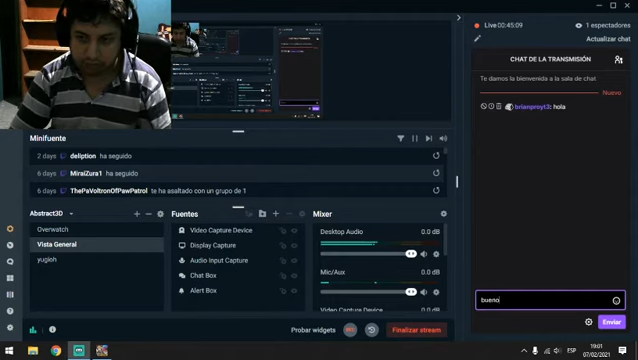 Live 00:45:09
1 espectadores
Actualizar chat
CHAT DE LA TRANSMISIÓN
Te damos la bienvenida a la sala de chat
Nuevo
brianproyt3: hola
Minifuente
2 days deliption ha seguido
6 days MiraiZura1 ha seguido
6 days ThePaVoltronOfPawPatrol te ha asaltado con un grupo de 1
Abstract3D
Overwatch
Vista General
yugioh
Fuentes
Video Capture Device
Display Capture
Audio Input Capture
Chat Box
Alert Box
Mixer
Desktop Audio 0.0 dB
Mic/Aux 0.0 dB
Video Capture Device 0.0 dB
bueno
Enviar
Probar widgets
REC
Finalizar stream
ESP
19:01
07/02/2021